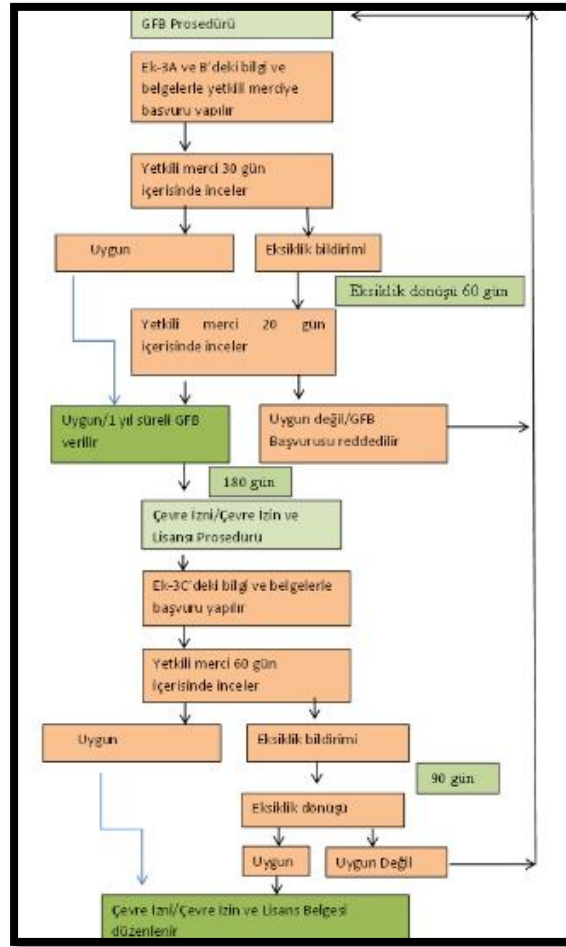 GFB Prosedürü
Ek-3A ve B'deki bilgi ve
belgelerle yetkili merciye
başvuru yapılır
Yetkili merci 30 gün
içerisinde inceler
Uygun
Eksiklik bildirimi
Eksiklik dönüşü 60 gün
Yetkili merci 20 gün
içerisinde inceler
Uygun/1 yıl süreli GFB
verilir
Uygun değil/GFB
Başvurusu reddedilir
180 gün
Çevre İzni/Çevre İzin ve
Lisansı Prosedürü
Ek-3C'deki bilgi ve belgelerle
başvuru yapılır
Yetkili merci 60 gün
içerisinde inceler
Uygun
Eksiklik bildirimi
90 gün
Eksiklik dönüşü
Uygun
Uygun Değil
Çevre İzni/Çevre İzin ve Lisans Belgesi
düzenlenir